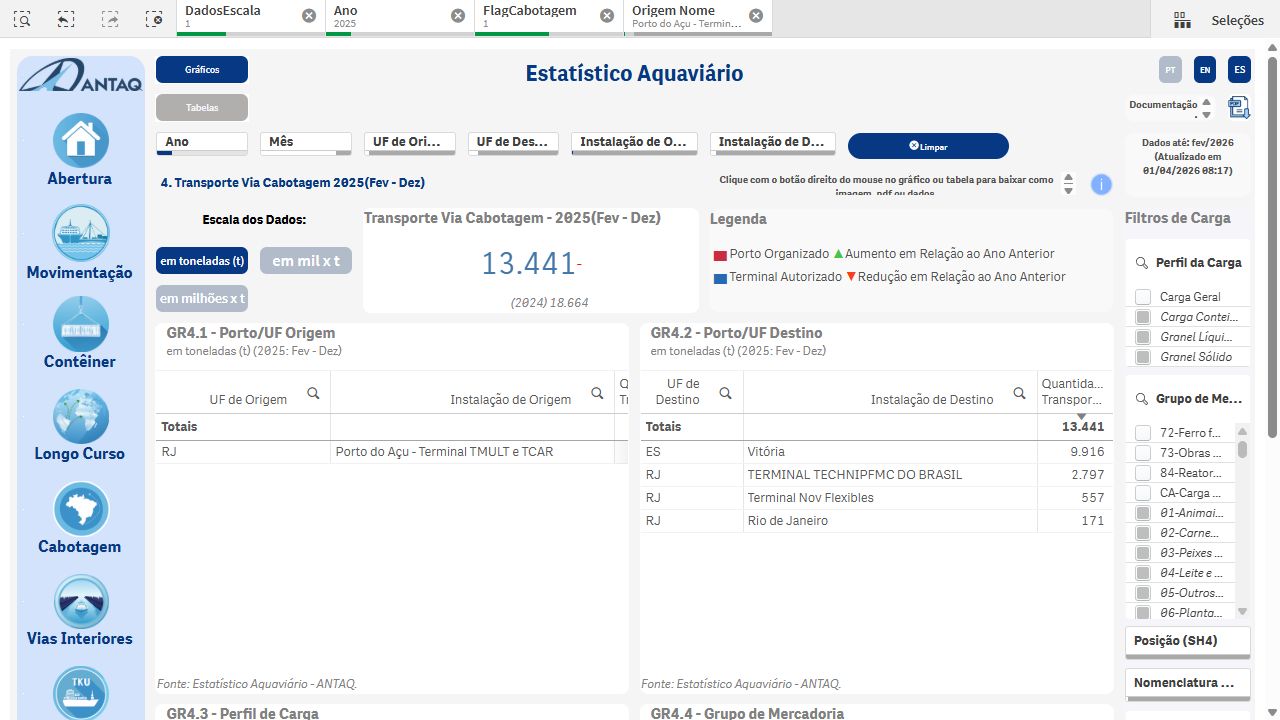 DadosEscala
1
Ano
2025
FlagCabotagem
1
Origem Nome
Porto do Açu - Termin...
Seleções
ANTAQ
Gráficos
Tabelas
Estatístico Aquaviário
PT
EN
ES
Documentação
Ano
Mês
UF de Ori...
UF de Des...
Instalação de O...
Instalação de D...
Limpar
Dados até: fev/2026
(Atualizado em
01/04/2026 08:17)
4. Transporte Via Cabotagem 2025(Fev - Dez)
Clique com o botão direito do mouse no gráfico ou tabela para baixar como
imagem, pdf ou dados
Abertura
Movimentação
Contêiner
Longo Curso
Cabotagem
Vias Interiores
TKU
Escala dos Dados:
em toneladas (t)
em mil x t
em milhões x t
Transporte Via Cabotagem - 2025(Fev - Dez)
13.441-
(2024) 18.664
Legenda
Porto Organizado ▲Aumento em Relação ao Ano Anterior
Terminal Autorizado ▼Redução em Relação ao Ano Anterior
Filtros de Carga
Perfil da Carga
Carga Geral
Carga Contei...
Granel Líqui...
Granel Sólido
Grupo de Me...
72-Ferro f...
73-Obras ...
84-Reator...
CA-Carga ...
01-Animai...
02-Carne...
03-Peixes ...
04-Leite e ...
05-Outros...
06-Planta...
Posição (SH4)
Nomenclatura ...
GR4.1 - Porto/UF Origem
em toneladas (t) (2025: Fev - Dez)
UF de Origem
Instalação de Origem
Totais
RJ
Porto do Açu - Terminal TMULT e TCAR
Fonte: Estatístico Aquaviário - ANTAQ.
GR4.2 - Porto/UF Destino
em toneladas (t) (2025: Fev - Dez)
UF de
Destino
Instalação de Destino
Quantida...
Transpor...
Totais
13.441
ES
Vitória
9.916
RJ
TERMINAL TECHNIPFMC DO BRASIL
2.797
RJ
Terminal Nov Flexibles
557
RJ
Rio de Janeiro
171
Fonte: Estatístico Aquaviário - ANTAQ.
GR4.3 - Perfil de Carga
GR4.4 - Grupo de Mercadoria